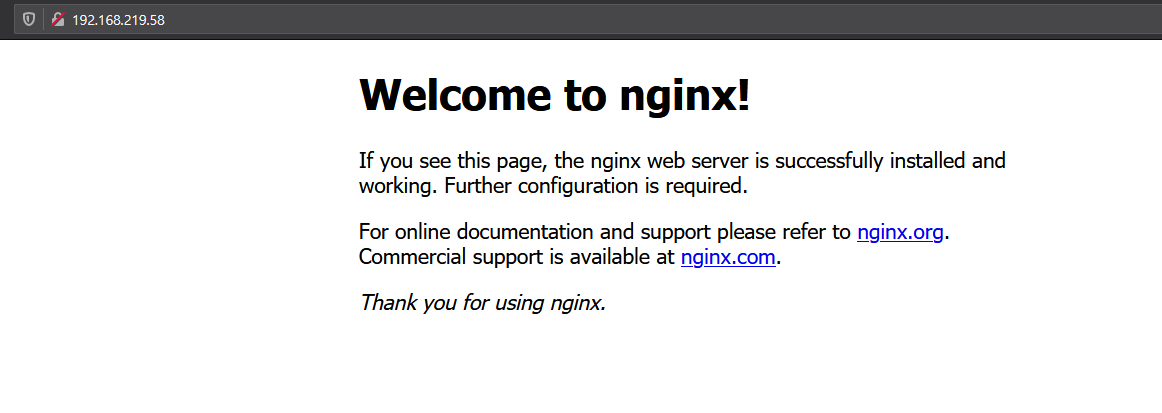 192.168.219.58
Welcome to nginx!
If you see this page, the nginx web server is successfully installed and
working. Further configuration is required.
For online documentation and support please refer to nginx.org.
Commercial support is available at nginx.com.
Thank you for using nginx.